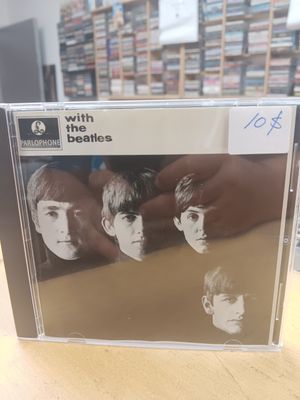 with
the
beatles
PARLOPHONE
10$